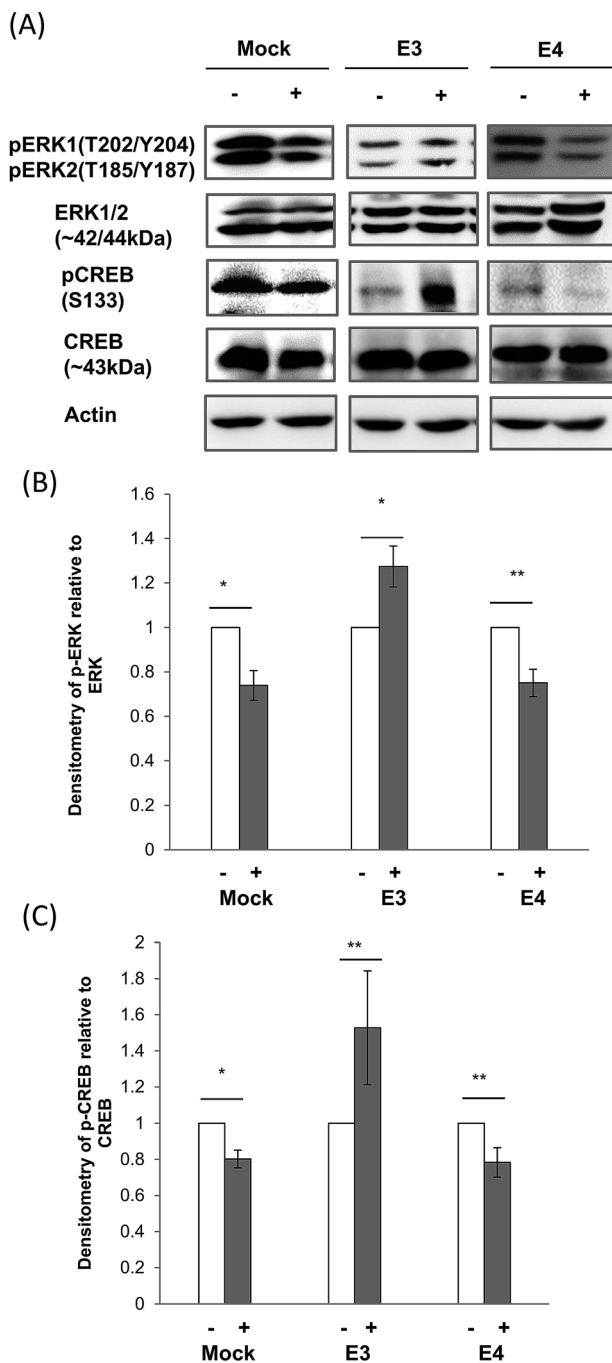 (A)
Mock E3 E4
- + - + - +
pERK1(T202/Y204)
pERK2(T185/Y187)
ERK1/2
(~42/44kDa)
pCREB
(S133)
CREB
(~43kDa)
Actin
(B)
Densitometry of p-ERK relative to
ERK
1.6
1.4
1.2
1
0.8
0.6
0.4
0.2
0
* * **
- + - + - +
Mock E3 E4
(C)
Densitometry of p-CREB relative to
CREB
2
1.8
1.6
1.4
1.2
1
0.8
0.6
0.4
0.2
0
* ** **
- + - + - +
Mock E3 E4